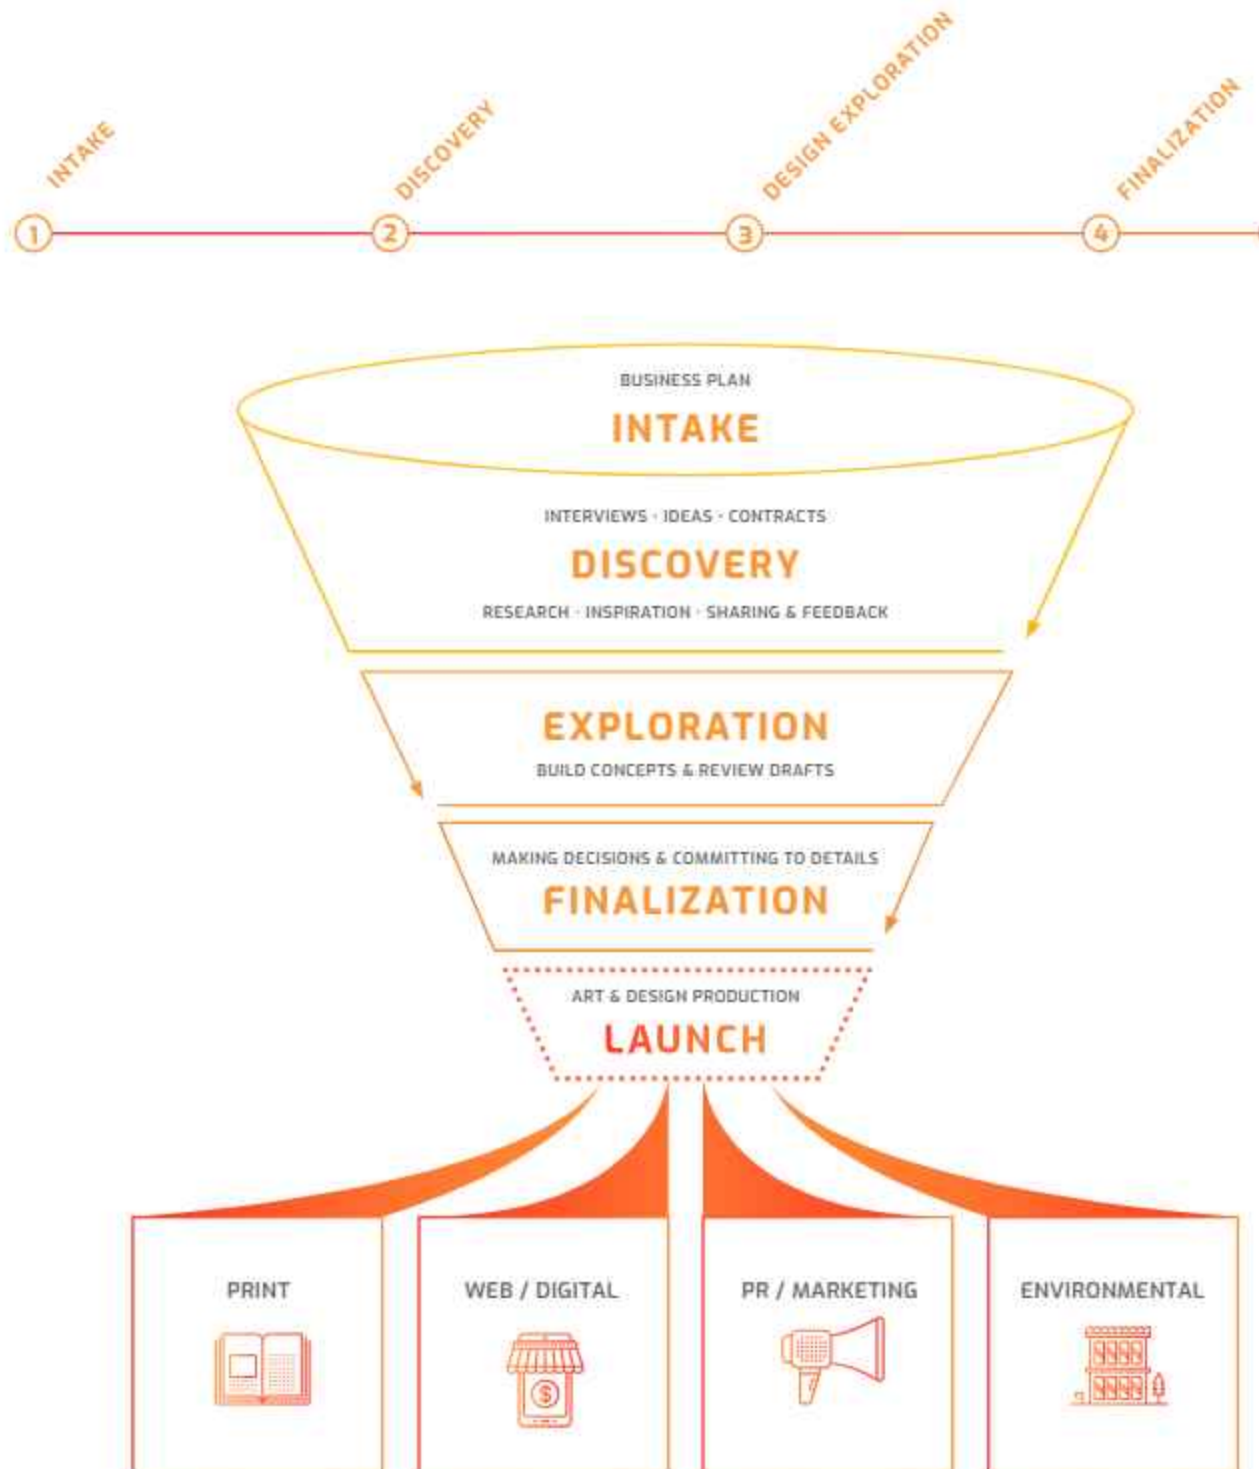 INTAKE
DISCOVERY
DESIGN EXPLORATION
FINALIZATION
1
2
3
4
BUSINESS PLAN
INTAKE
INTERVIEWS · IDEAS · CONTRACTS
DISCOVERY
RESEARCH · INSPIRATION · SHARING & FEEDBACK
EXPLORATION
BUILD CONCEPTS & REVIEW DRAFTS
MAKING DECISIONS & COMMITTING TO DETAILS
FINALIZATION
ART & DESIGN PRODUCTION
LAUNCH
PRINT
WEB / DIGITAL
PR / MARKETING
ENVIRONMENTAL
$